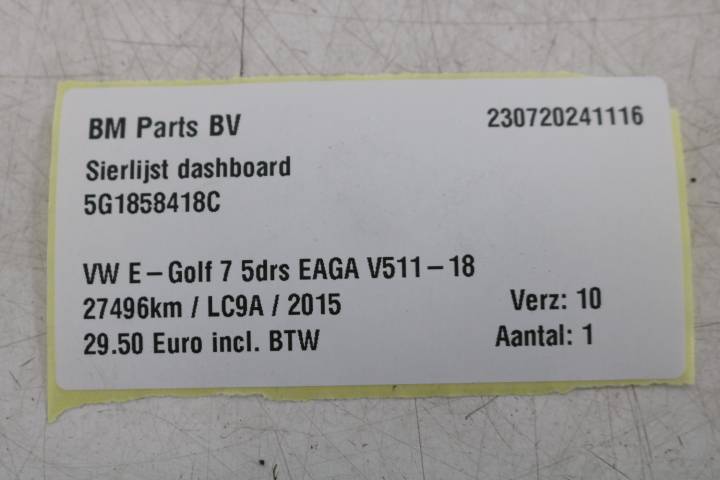 BM Parts BV 230720241116
Sierlijst dashboard
5G1858418C
VW E-Golf 7 5drs EAGA V511-18
27496km / LC9A / 2015 Verz: 10
29.50 Euro incl. BTW Aantal: 1